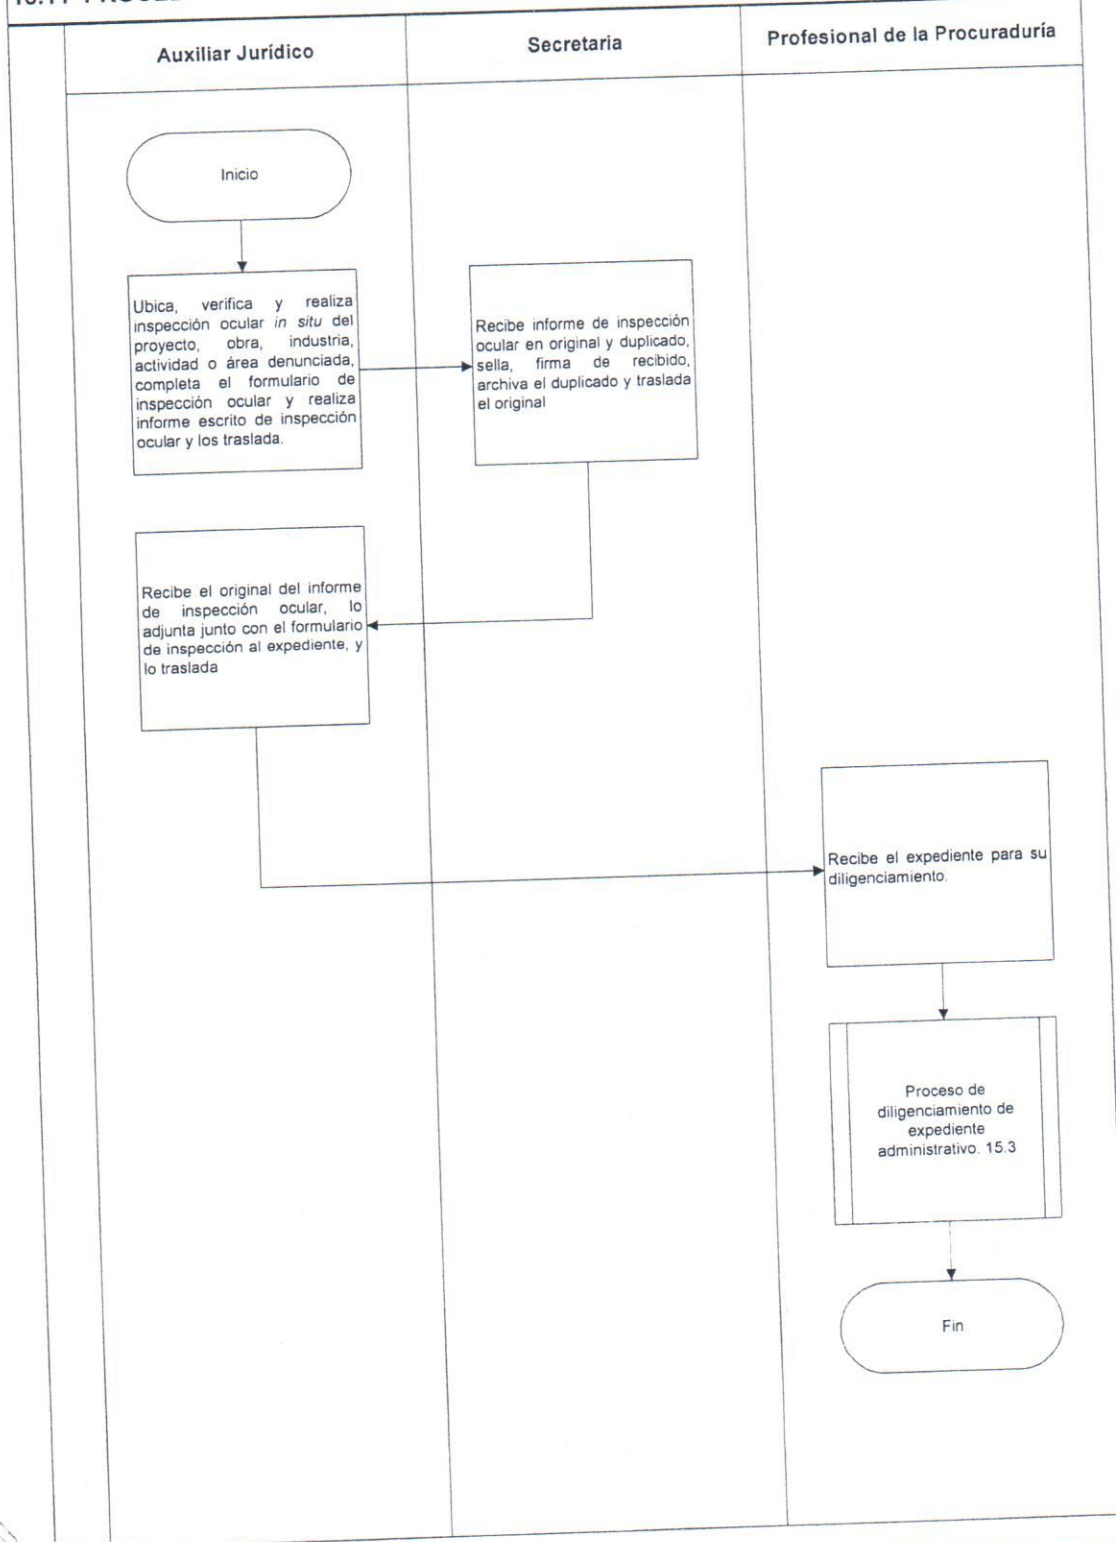 Auxiliar Jurídico
Secretaria
Profesional de la Procuraduría
Inicio
Ubica, verifica y realiza
inspección ocular in situ del
proyecto, obra, industria,
actividad o área denunciada,
completa el formulario de
inspección ocular y realiza
informe escrito de inspección
ocular y los traslada.
Recibe informe de inspección
ocular en original y duplicado,
sella, firma de recibido,
archiva el duplicado y traslada
el original
Recibe el original del informe
de inspección ocular, lo
adjunta junto con el formulario
de inspección al expediente, y
lo traslada
Recibe el expediente para su
diligenciamiento.
Proceso de
diligenciamiento de
expediente
administrativo. 15.3
Fin